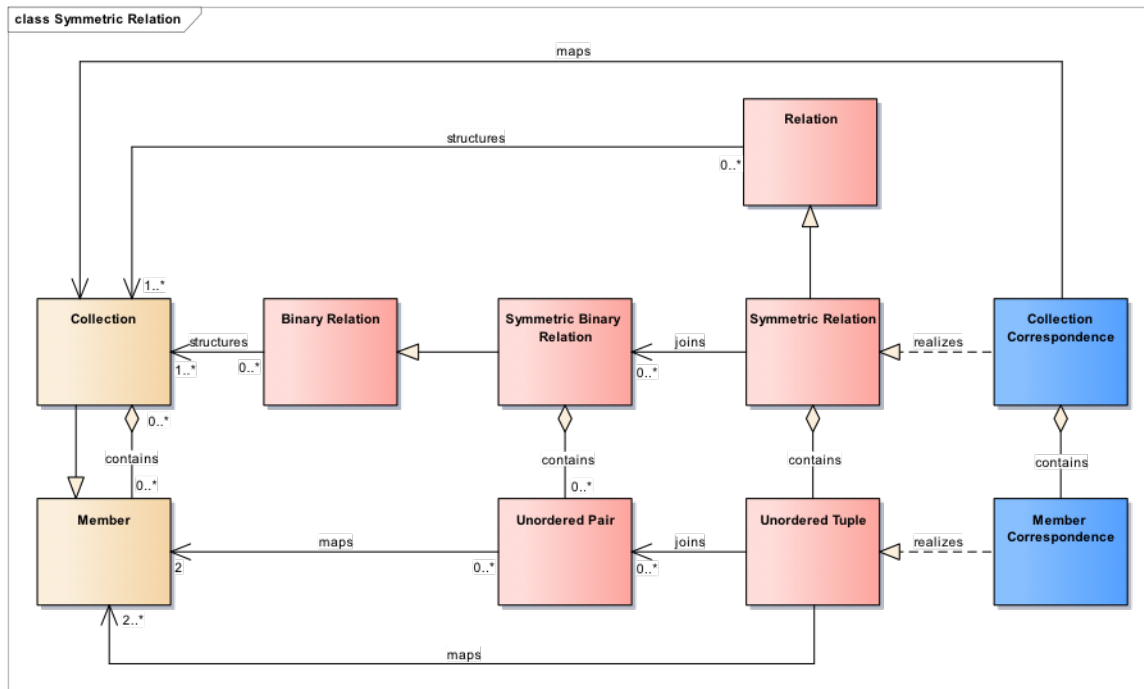 class Symmetric Relation
maps
Relation
structures
0..*
1..*
Collection
Binary Relation
Symmetric Binary
Relation
Symmetric Relation
Collection
Correspondence
structures
joins
realizes
1..*
0..*
0..*
0..*
contains
contains
contains
contains
0..*
0..*
Member
Unordered Pair
Unordered Tuple
Member
Correspondence
maps
joins
realizes
2
0..*
0..*
2..*
maps